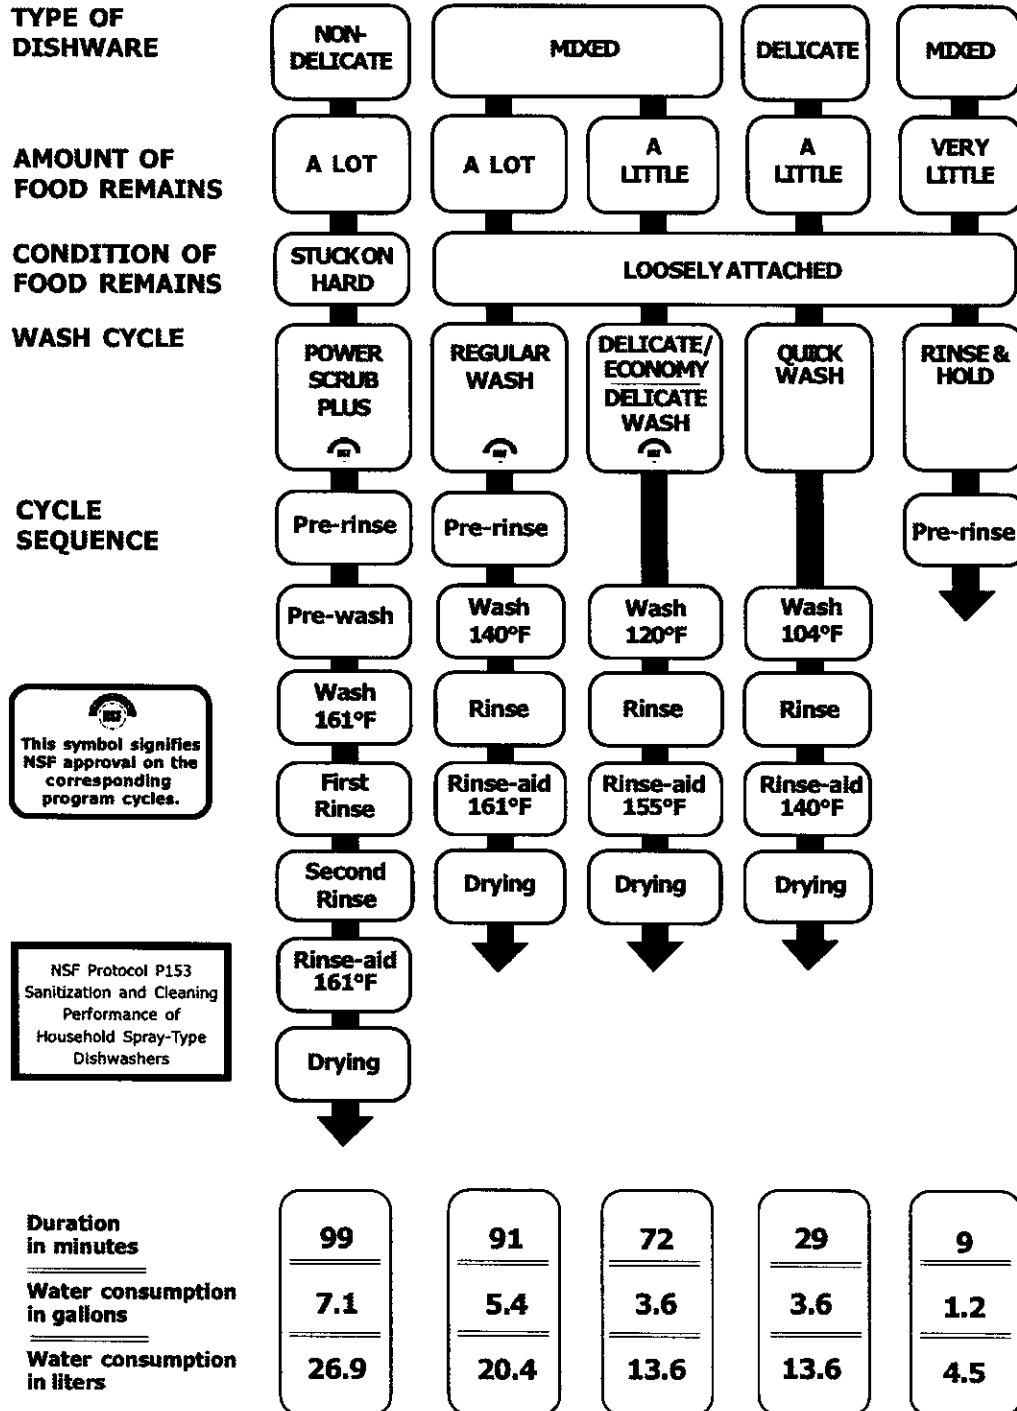 TYPE OF
DISHWARE
NON-
DELICATE
MIXED
DELICATE
MIXED
AMOUNT OF
FOOD REMAINS
A LOT
A LOT
A
LITTLE
A
LITTLE
VERY
LITTLE
CONDITION OF
FOOD REMAINS
STUCK ON
HARD
LOOSELY ATTACHED
WASH CYCLE
POWER
SCRUB
PLUS
REGULAR
WASH
DELICATE/
ECONOMY
DELICATE
WASH
QUICK
WASH
RINSE &
HOLD
CYCLE
SEQUENCE
Pre-rinse
Pre-rinse
Pre-rinse
Pre-wash
Wash
140°F
Wash
120°F
Wash
104°F
Wash
161°F
Rinse
Rinse
Rinse
NSF
This symbol signifies
NSF approval on the
corresponding
program cycles.
First
Rinse
Rinse-aid
161°F
Rinse-aid
155°F
Rinse-aid
140°F
Second
Rinse
Drying
Drying
Drying
NSF Protocol P153
Sanitization and Cleaning
Performance of
Household Spray-Type
Dishwashers
Rinse-aid
161°F
Drying
Duration
in minutes
99
91
72
29
9
Water consumption
in gallons
7.1
5.4
3.6
3.6
1.2
Water consumption
in liters
26.9
20.4
13.6
13.6
4.5